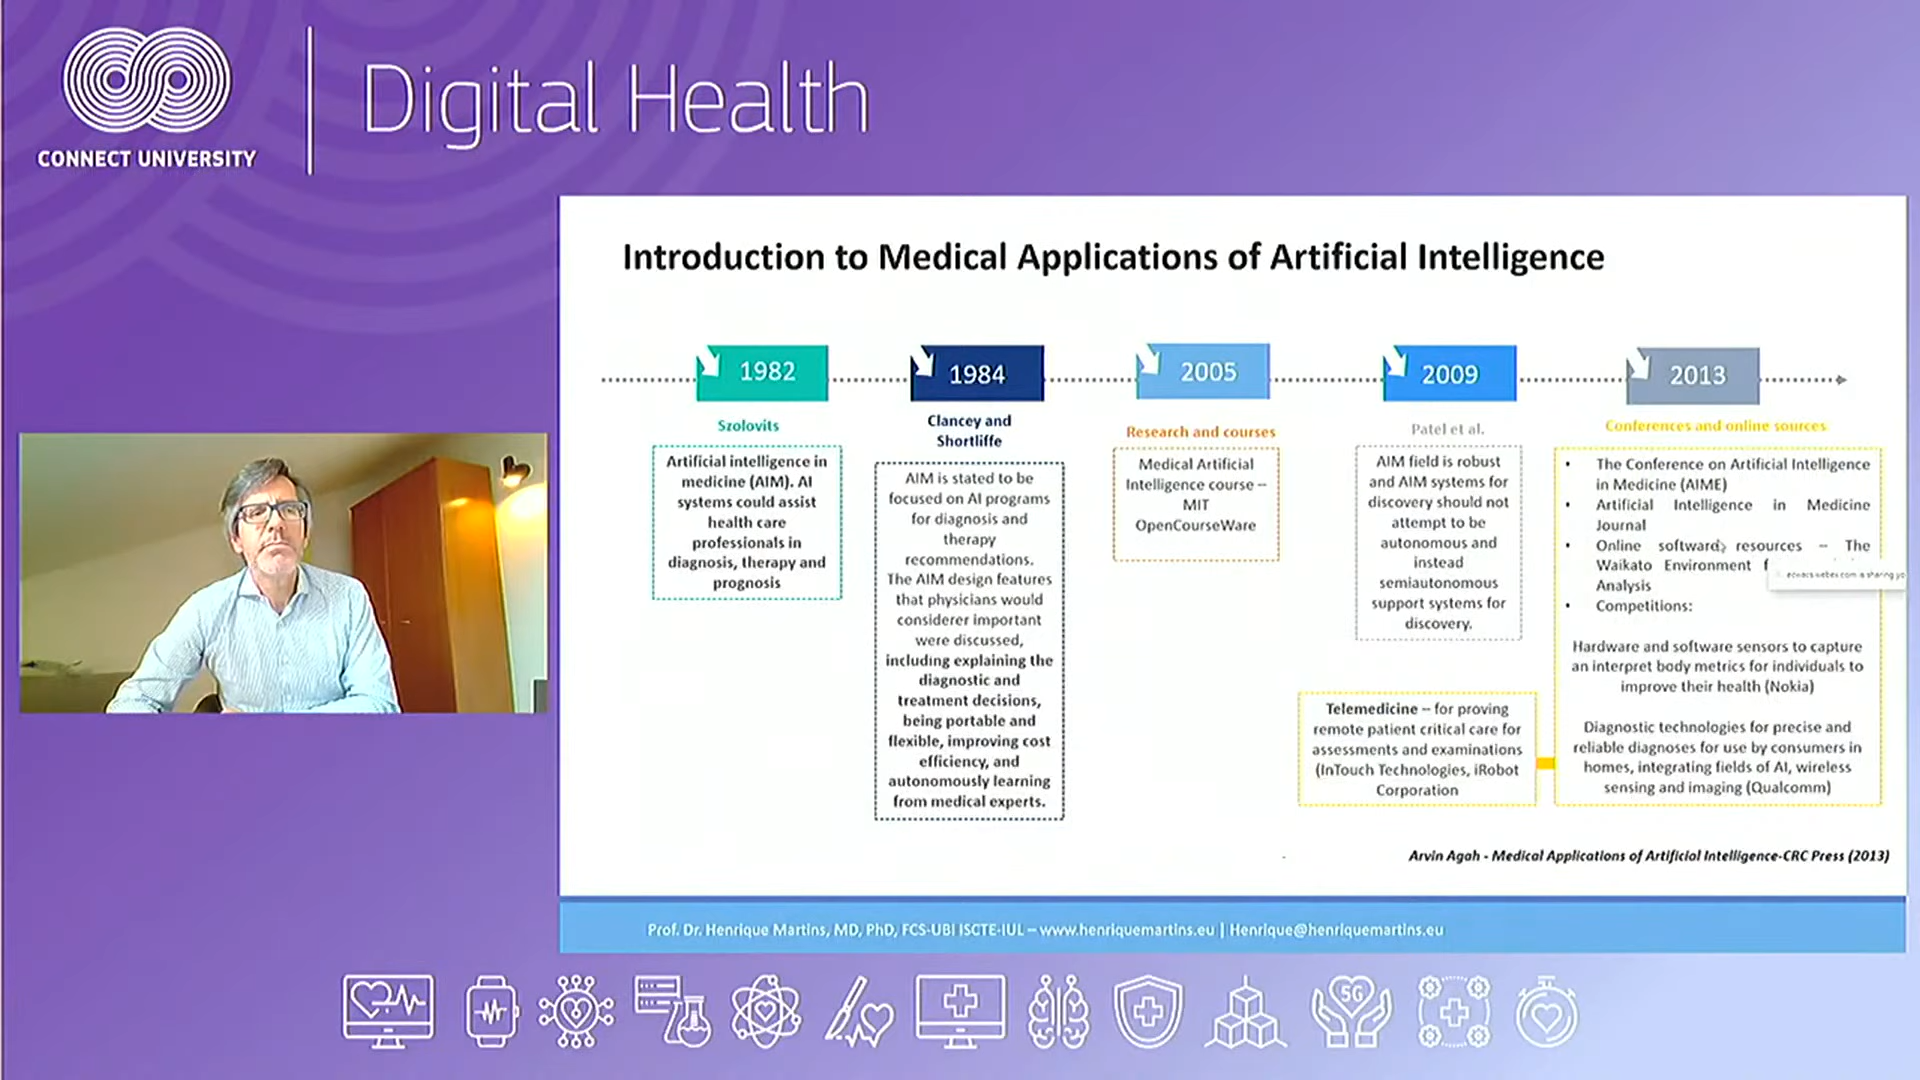 CONNECT UNIVERSITY
Digital Health
Introduction to Medical Applications of Artificial Intelligence
1982
Szolovits
Artificial intelligence in
medicine (AIM). AI
systems could assist
health care
professionals in
diagnosis, therapy and
prognosis
1984
Clancey and
Shortliffe
AIM is stated to be
focused on AI programs
for diagnosis and
therapy
recommendations.
The AIM design features
that physicians would
considerer important
were discussed,
including explaining the
diagnostic and
treatment decisions,
being portable and
flexible, improving cost
efficiency, and
autonomously learning
from medical experts.
2005
Research and courses
Medical Artificial
Intelligence course –
MIT
OpenCourseWare
2009
Patel et al.
AIM field is robust
and AIM systems for
discovery should not
attempt to be
autonomous and
instead
semiautonomous
support systems for
discovery.
Telemedicine – for proving
remote patient critical care for
assessments and examinations
(InTouch Technologies, iRobot
Corporation
2013
Conferences and online sources
• The Conference on Artificial Intelligence
in Medicine (AIME)
• Artificial Intelligence in Medicine
Journal
• Online software resources – The
Waikato Environment
Analysis
• Competitions:
Hardware and software sensors to capture
an interpret body metrics for individuals to
improve their health (Nokia)
Diagnostic technologies for precise and
reliable diagnoses for use by consumers in
homes, integrating fields of AI, wireless
sensing and imaging (Qualcomm)
is sharing
Arvin Agah - Medical Applications of Artificial Intelligence-CRC Press (2013)
Prof. Dr. Henrique Martins, MD, PhD, FCS-UBI ISCTE-IUL – www.henriquemartins.eu | Henrique@henriquemartins.eu
5G